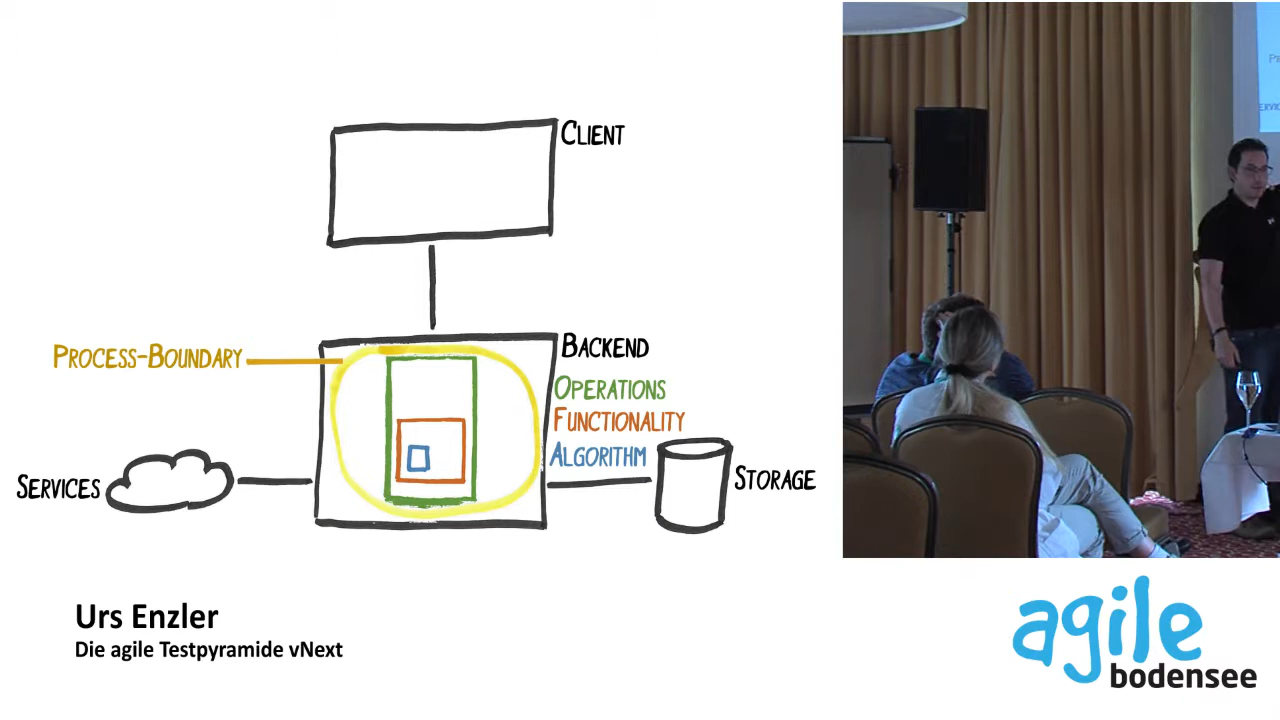 CLIENT
PROCESS-BOUNDARY
BACKEND
OPERATIONS
FUNCTIONALITY
ALGORITHM
SERVICES
STORAGE
Urs Enzler
Die agile Testpyramide vNext
agile
bodensee